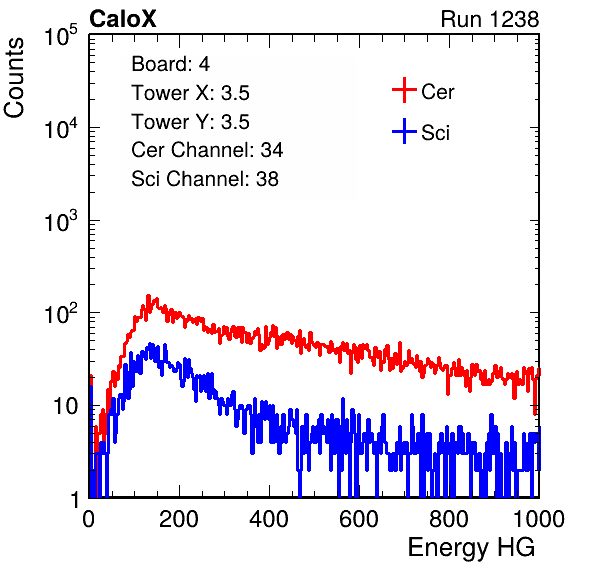 CaloX Run 1238
Counts
Board: 4
Tower X: 3.5
Tower Y: 3.5
Cer Channel: 34
Sci Channel: 38
Cer
Sci
10^5
10^4
10^3
10^2
10
1
0 200 400 600 800 1000
Energy HG